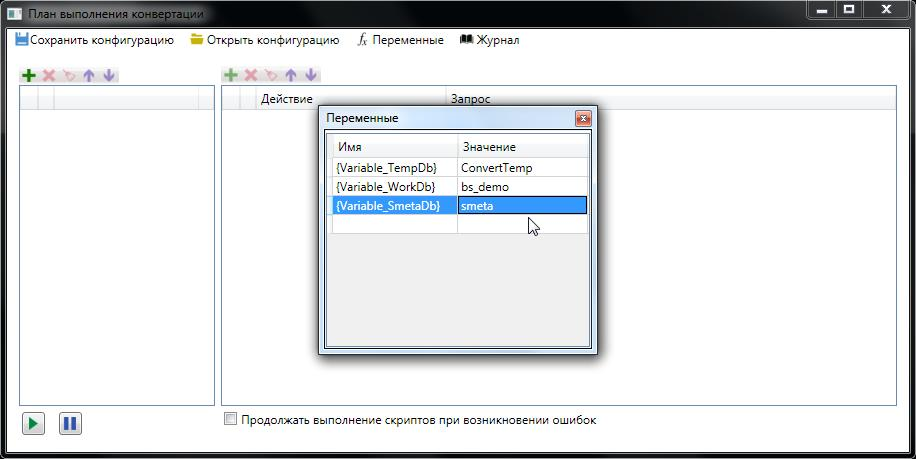 План выполнения конвертации
Сохранить конфигурацию Открыть конфигурацию fx Переменные Журнал
Действие Запрос
Переменные
Имя Значение
{Variable_TempDb} ConvertTemp
{Variable_WorkDb} bs_demo
{Variable_SmetaDb} smeta
Продолжать выполнение скриптов при возникновении ошибок